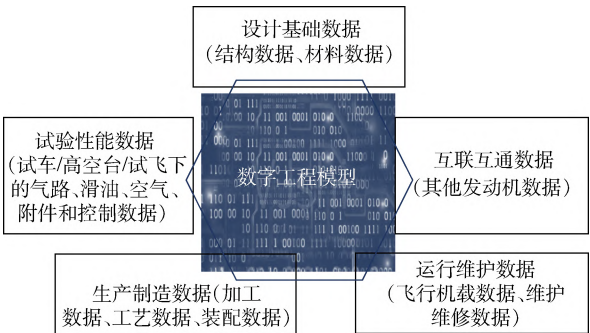 设计基础数据
(结构数据、材料数据)
试验性能数据
(试车/高空台/试飞下
的气路、滑油、空气、
附件和控制数据)
数字工程模型
互联互通数据
(其他发动机数据)
生产制造数据(加工
数据、工艺数据、装配数据)
运行维护数据
(飞行机载数据、维护
维修数据)